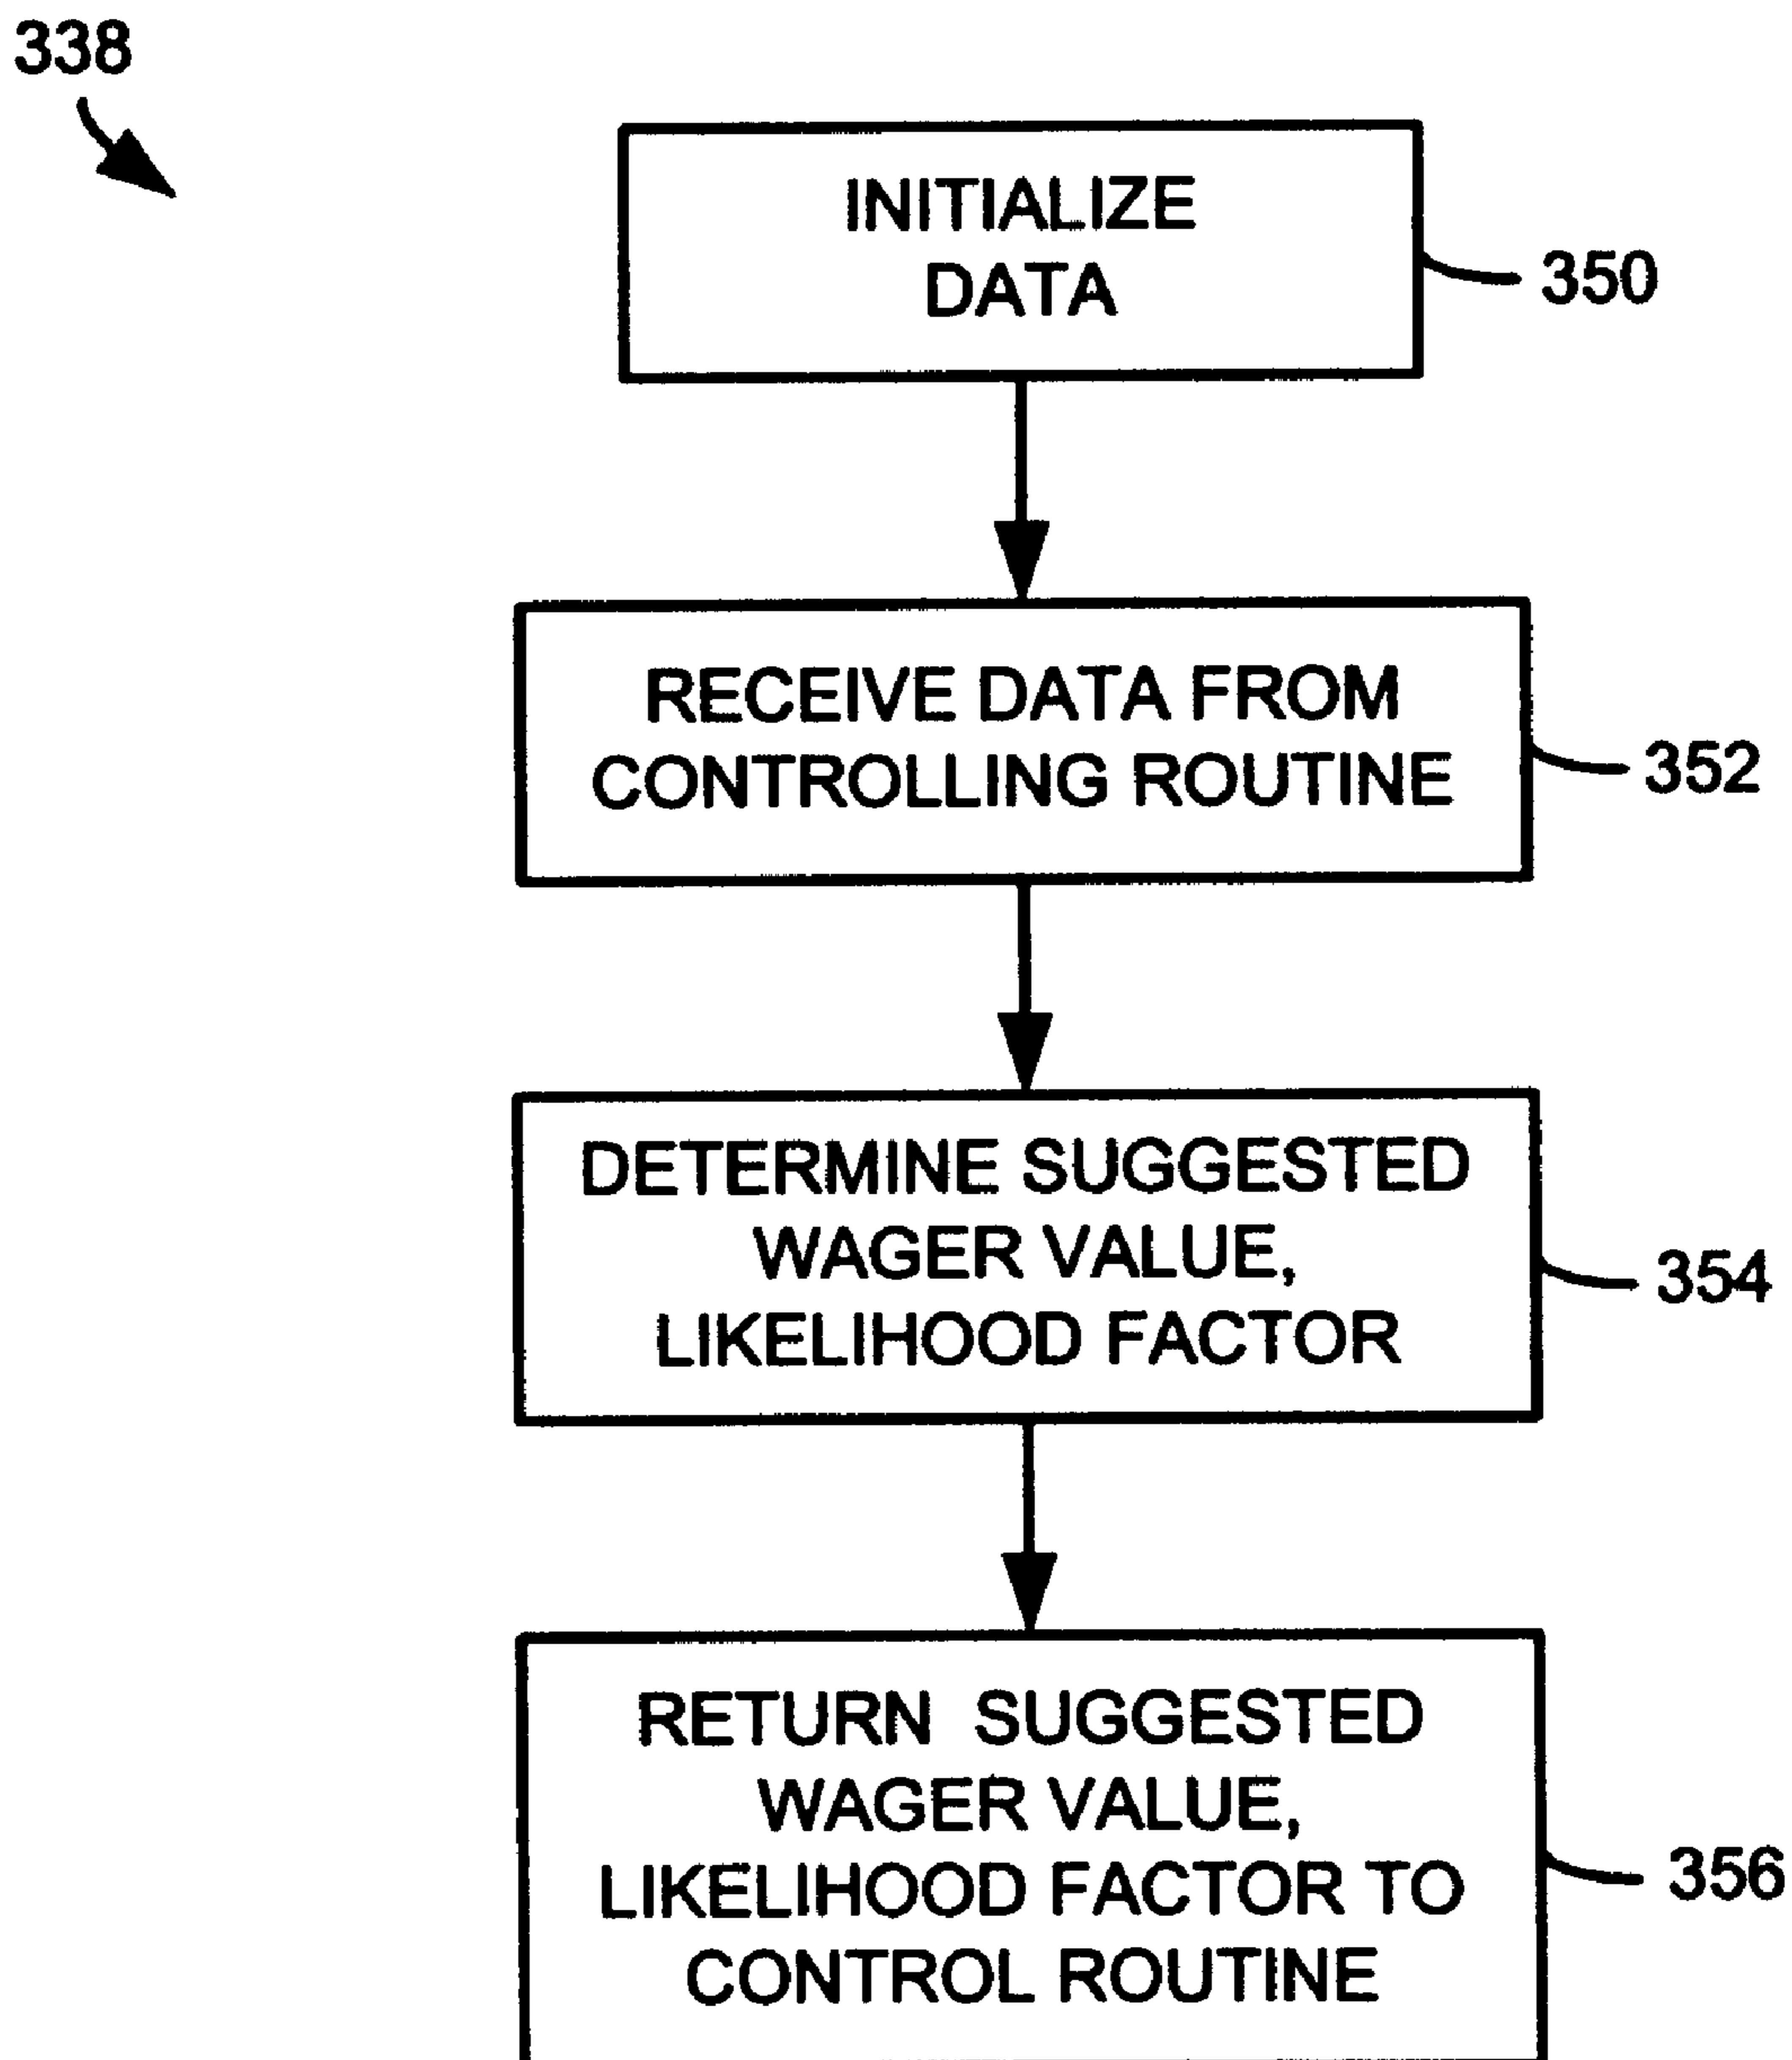 338
INITIALIZE
DATA
350
RECEIVE DATA FROM
CONTROLLING ROUTINE
352
DETERMINE SUGGESTED
WAGER VALUE,
LIKELIHOOD FACTOR
354
RETURN SUGGESTED
WAGER VALUE,
LIKELIHOOD FACTOR TO
CONTROL ROUTINE
356